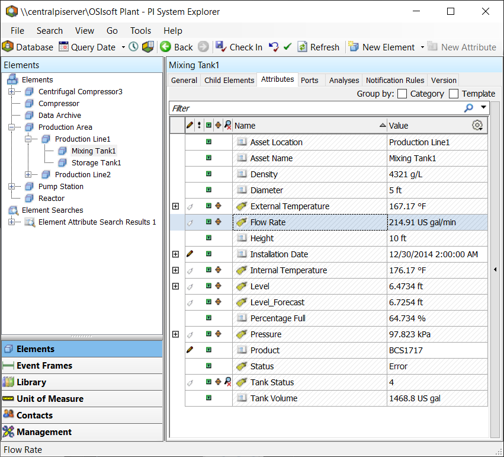 \\centralpiserver\OSIsoft Plant - PI System Explorer
File Search View Go Tools Help
Database Query Date Back Check In Refresh New Element New Attribute
Elements
Elements
Centrifugal Compressor3
Compressor
Data Archive
Production Area
Production Line1
Mixing Tank1
Storage Tank1
Production Line2
Pump Station
Reactor
Element Searches
Element Attribute Search Results 1
Elements
Event Frames
Library
Unit of Measure
Contacts
Management
Mixing Tank1
General Child Elements Attributes Ports Analyses Notification Rules Version
Group by: Category Template
Filter
Name Value
Asset Location Production Line1
Asset Name Mixing Tank1
Density 4321 g/L
Diameter 5 ft
External Temperature 167.17 °F
Flow Rate 214.91 US gal/min
Height 10 ft
Installation Date 12/30/2014 2:00:00 AM
Internal Temperature 176.17 °F
Level 6.4734 ft
Level_Forecast 6.7254 ft
Percentage Full 64.734 %
Pressure 97.823 kPa
Product BCS1717
Status Error
Tank Status 4
Tank Volume 1468.8 US gal
Flow Rate